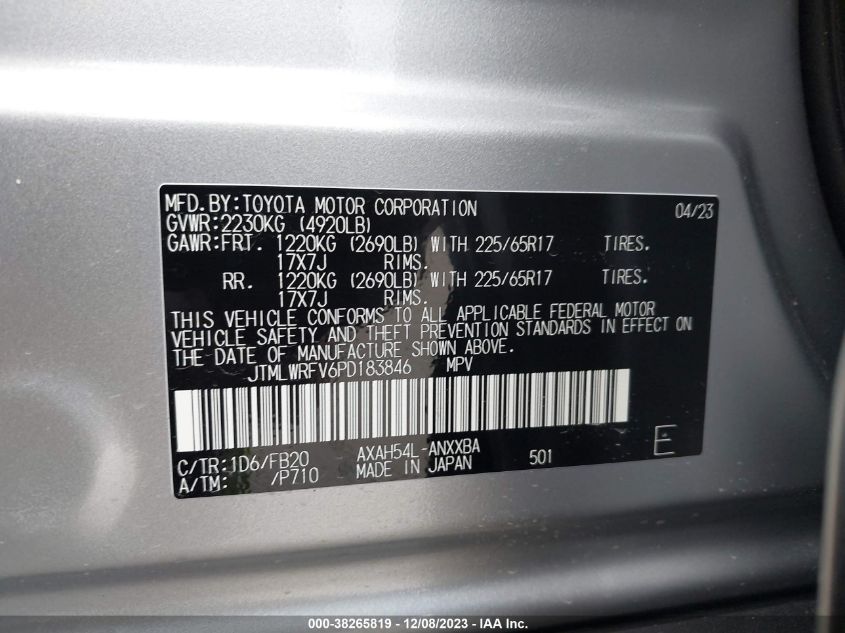 MFD.BY:TOYOTA MOTOR CORPORATION 04/23
GVWR:2230KG (4920LB)
GAWR:FRT. 1220KG (2690LB) WITH 225/65R17 TIRES.
17X7J RIMS.
RR. 1220KG (2690LB) WITH 225/65R17 TIRES.
17X7J RIMS.
THIS VEHICLE CONFORMS TO ALL APPLICABLE FEDERAL MOTOR
VEHICLE SAFETY AND THEFT PREVENTION STANDARDS IN EFFECT ON
THE DATE OF MANUFACTURE SHOWN ABOVE.
JTMLWRFV6PD183846 MPV
C/TR:1D6/FB20 AXAH54L-ANXXBA
A/TM: /P710 MADE IN JAPAN 501 E
000-38265819 - 12/08/2023 - IAA Inc.